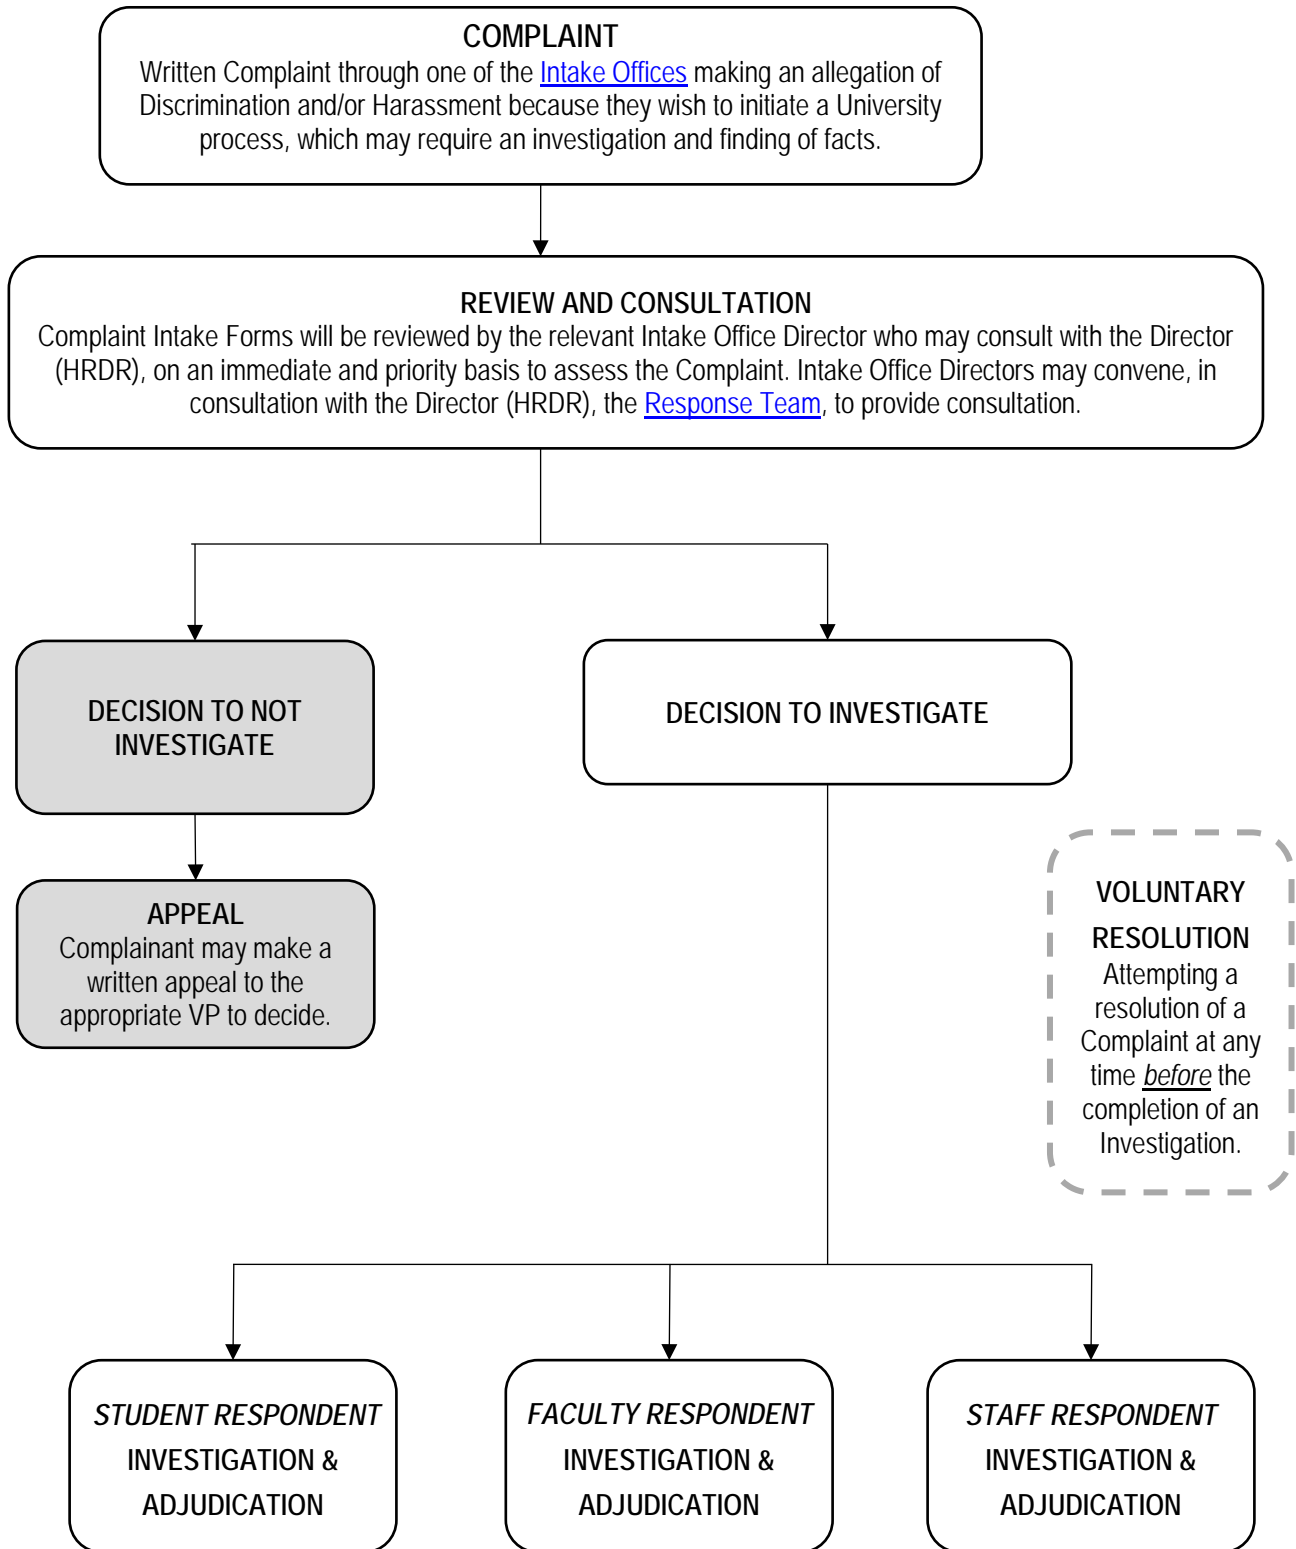 COMPLAINT
Written Complaint through one of the Intake Offices making an allegation of
Discrimination and/or Harassment because they wish to initiate a University
process, which may require an investigation and finding of facts.
REVIEW AND CONSULTATION
Complaint Intake Forms will be reviewed by the relevant Intake Office Director who may consult with the Director
(HRDR), on an immediate and priority basis to assess the Complaint. Intake Office Directors may convene, in
consultation with the Director (HRDR), the Response Team, to provide consultation.
DECISION TO NOT
INVESTIGATE
DECISION TO INVESTIGATE
APPEAL
Complainant may make a
written appeal to the
appropriate VP to decide.
VOLUNTARY
RESOLUTION
Attempting a
resolution of a
Complaint at any
time before the
completion of an
Investigation.
STUDENT RESPONDENT
INVESTIGATION &
ADJUDICATION
FACULTY RESPONDENT
INVESTIGATION &
ADJUDICATION
STAFF RESPONDENT
INVESTIGATION &
ADJUDICATION